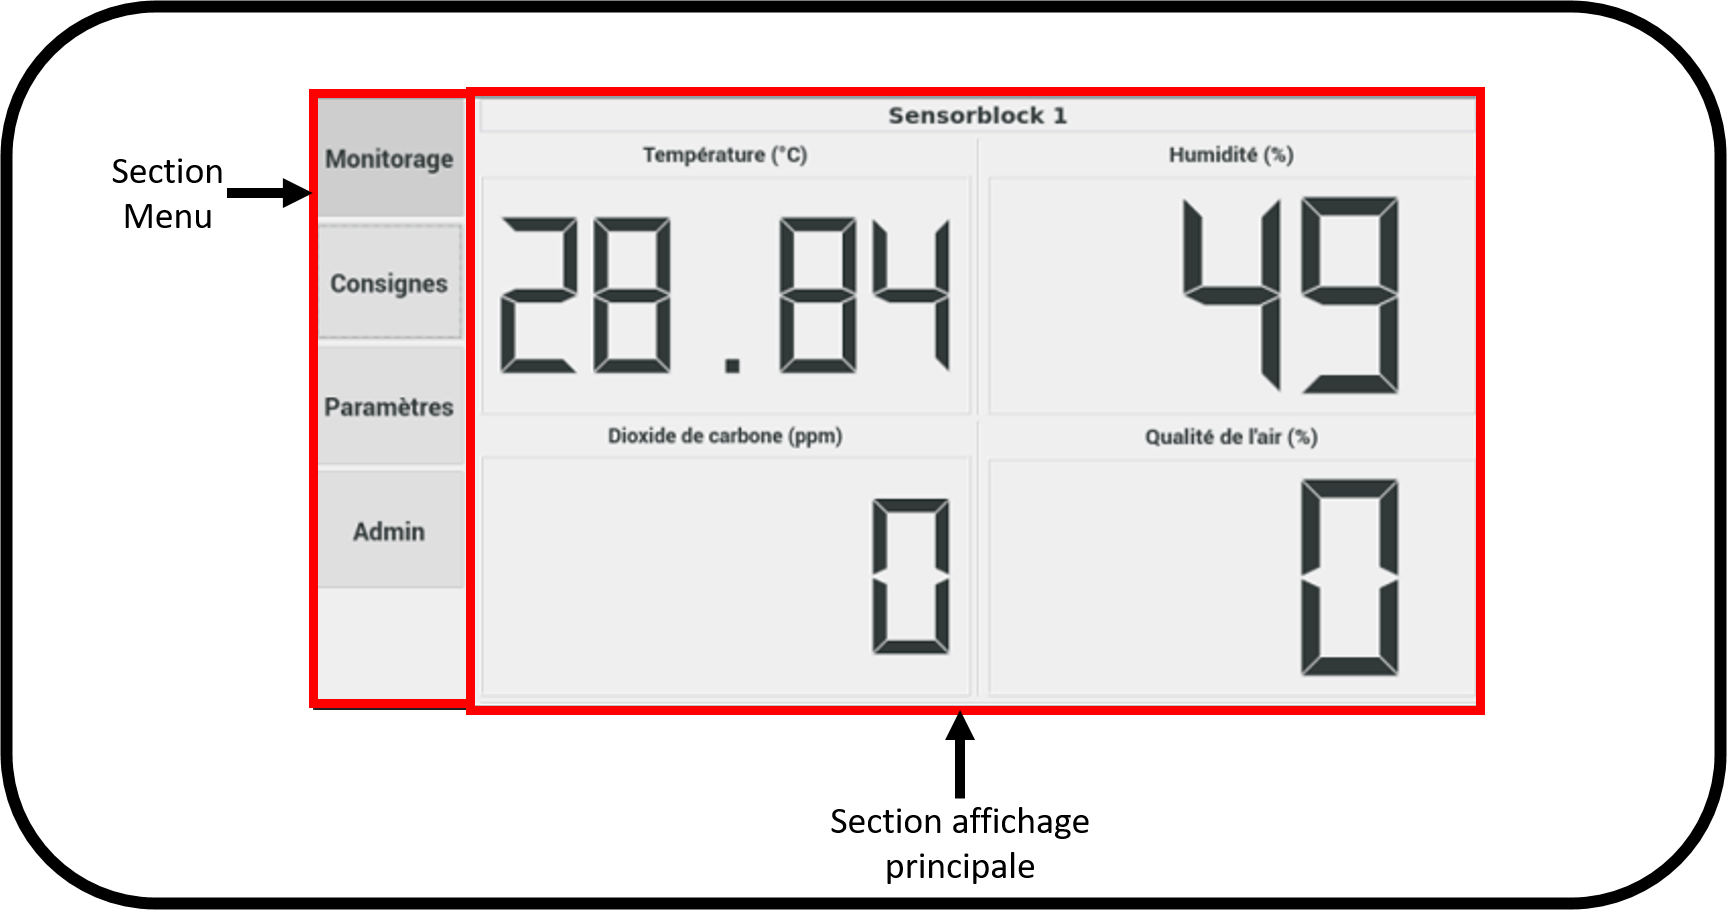 Section
Menu
Monitorage
Consignes
Paramètres
Admin
Sensorblock 1
Température (°C)
28.84
Humidité (%)
49
Dioxide de carbone (ppm)
0
Qualité de l'air (%)
0
Section affichage
principale